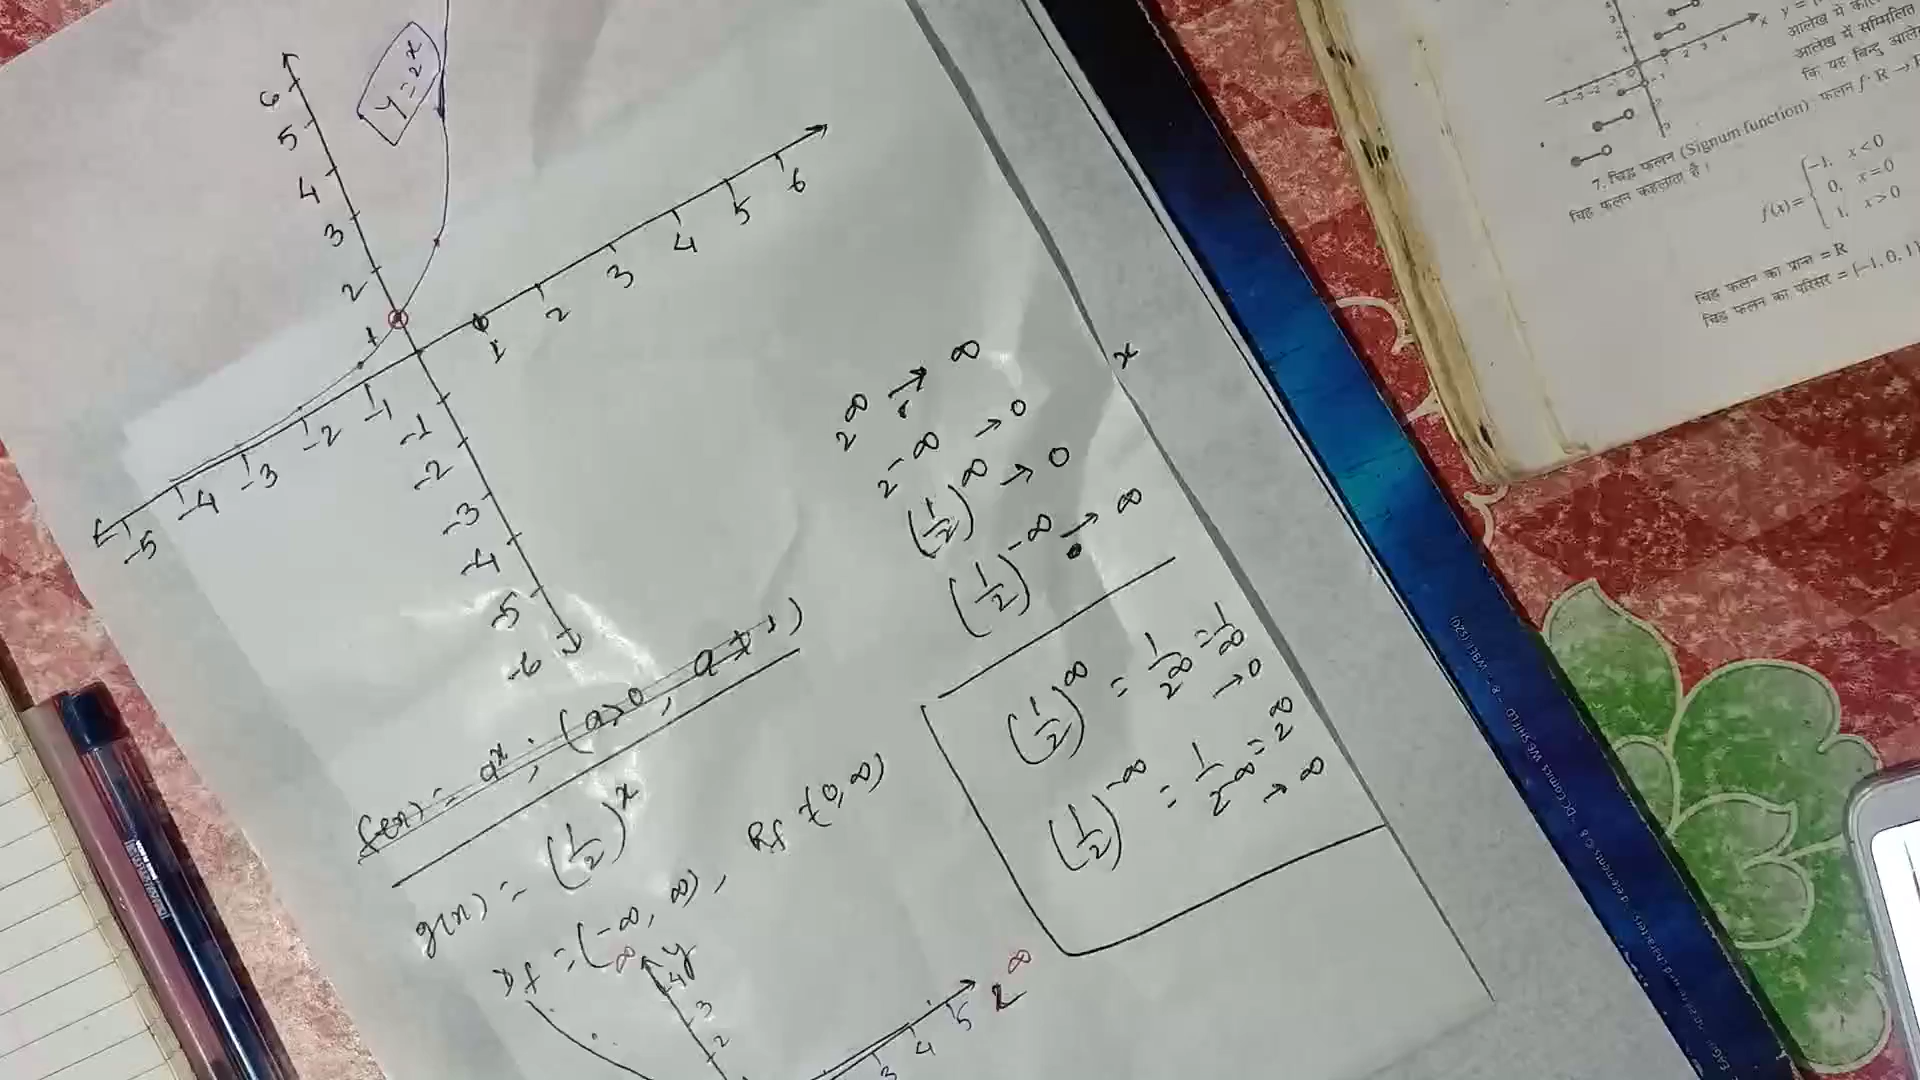 y = 2^x
6
5
4
3
2
1
-5 -4 -3 -2 -1 1 2 3 4 5 6
-1
-2
-3
-4
-5
-6
x
2^∞ → ∞
2^-∞ → 0
(1/2)^∞ → 0
(1/2)^-∞ → ∞
(1/2)^∞ = 1/2^∞ = 1/∞
→ 0
(1/2)^-∞ = 1/2^-∞ = 2^∞
→ ∞
f(x) = a^x ; (a>0, a≠1)
g(x) = (1/2)^x
Df = (-∞, ∞), Rf (0,∞)
∞ y
4
3
2
3 4 5
∞
आलेख में सम्मिलित
कि यह बिन्दु आले
7. चिह्न फलन (Signum function) : फलन f : R → R
चिह्न फलन कहलाता है।
f(x) = { -1, x<0
0, x=0
1, x>0
चिह्न फलन का प्रान्त = R
चिह्न फलन का परिसर = {-1, 0, 1}